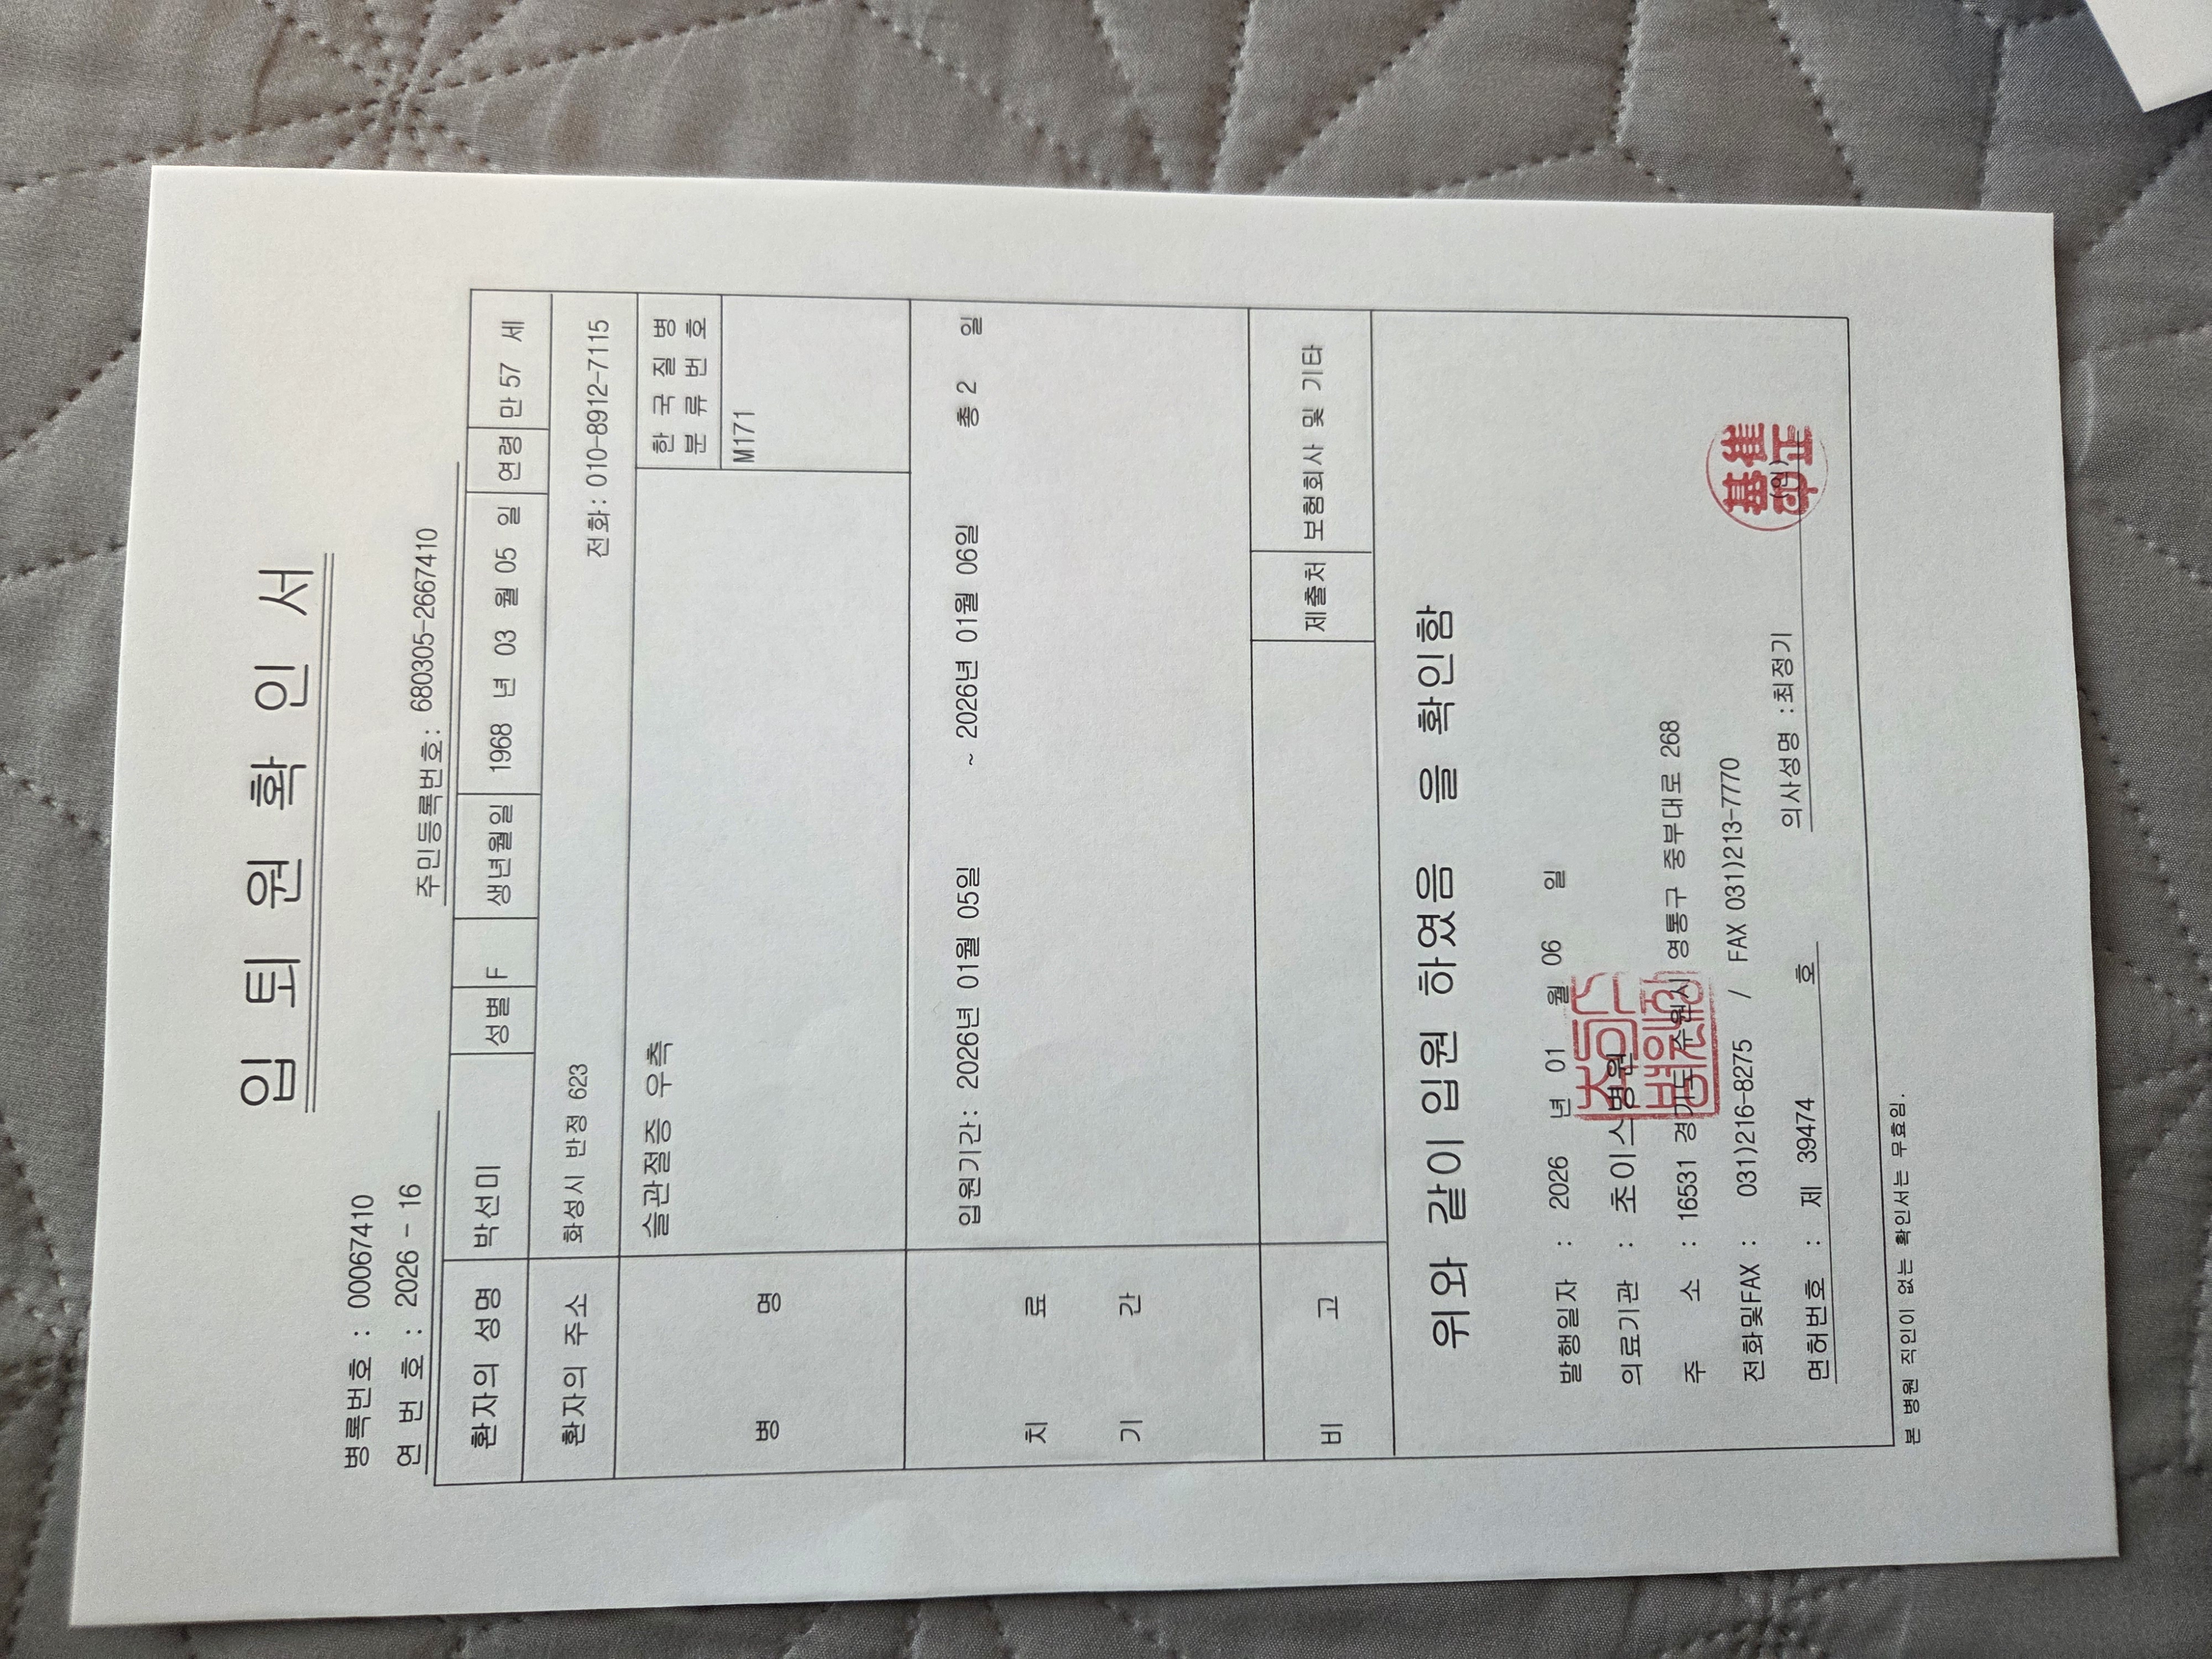 입 퇴 원 확 인 서
병록번호 : 00067410
연 번 호 : 2026 - 16
주민등록번호: 680305-2667410
환자의 성명 박선미 성별 F 생년월일 1968 년 03 월 05 일 연령 만 57 세
환자의 주소 화성시 반정 623 전화: 010-8912-7115
병 명 슬관절증 우측
한 국 질 병
분 류 번 호
M171
치 료
기 간
입원기간: 2026년 01월 05일 ~ 2026년 01월 06일 총 2 일
비 고 제출처 보험회사 및 기타
위와 같이 입원 하였음 을 확인함
발행일자 : 2026 년 01 월 06 일
의료기관 : 초이스병원
주 소 : 16531 경기도 수원시 영통구 중부대로 268
전화및FAX : 031)216-8275 / FAX 031)213-7770
면허번호 : 제 39474 호 의사성명 :최정기 (인)
본 병원 직인이 없는 확인서는 무효임.